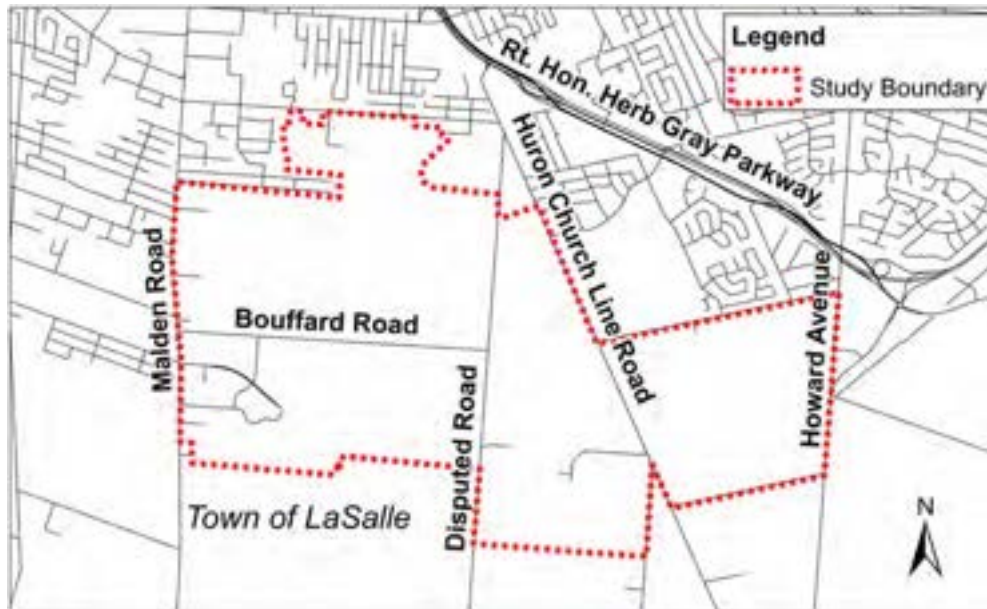 Legend
Study Boundary
Rt. Hon. Herb Gray Parkway
Huron Church Line Road
Malden Road
Bouffard Road
Disputed Road
Howard Avenue
Town of LaSalle
N